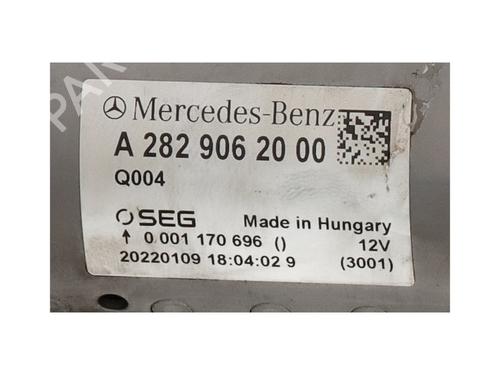 Mercedes-Benz
A 282 906 20 00
Q004
SEG Made in Hungary
↑ 0 001 170 696 () 12V
20220109 18:04:02 9 (3001)